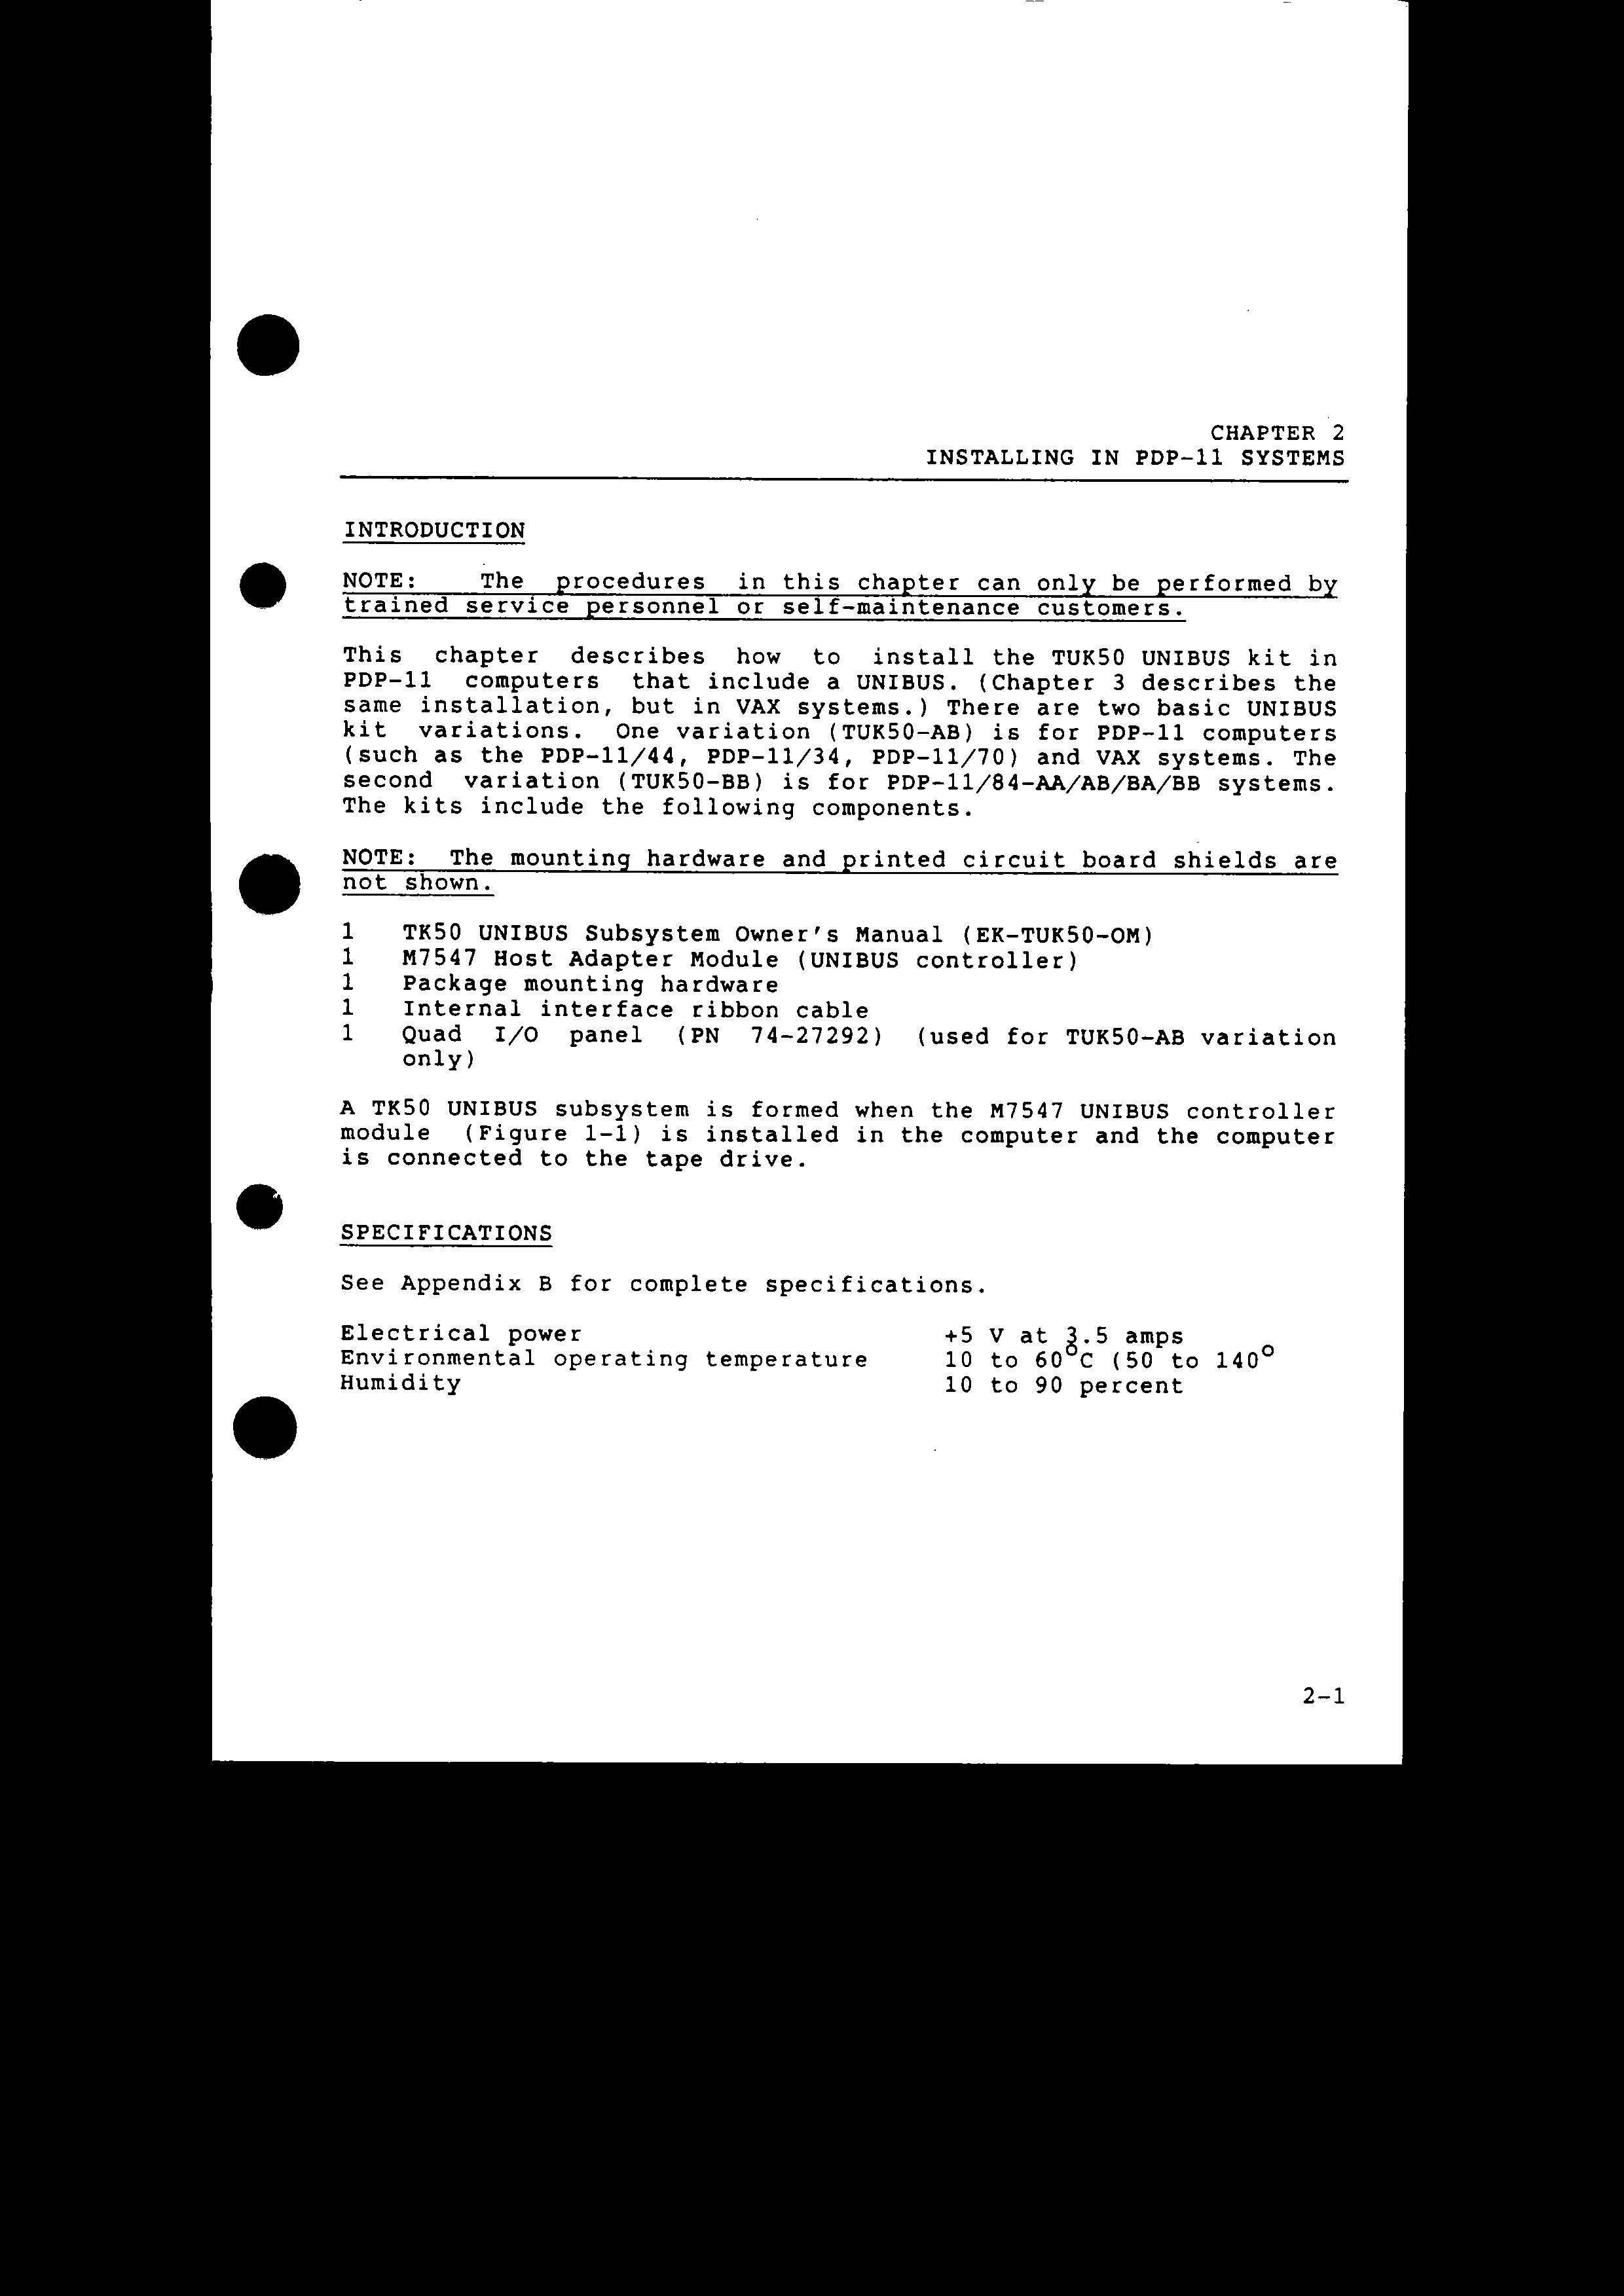 CHAPTER 2
INSTALLING IN PDP-11 SYSTEMS
INTRODUCTION
NOTE: The procedures in this chapter can only be performed by
trained service personnel or self-maintenance customers.
This chapter describes how to install the TUK50 UNIBUS kit in
PDP-11 computers that include a UNIBUS. (Chapter 3 describes the
same installation, but in VAX systems.) There are two basic UNIBUS
kit variations. One variation (TUK50-AB) is for PDP-11 computers
(such as the PDP-11/44, PDP-11/34, PDP-11/70) and VAX systems. The
second variation (TUK50-BB) is for PDP-11/84-AA/AB/BA/BB systems.
The kits include the following components.
NOTE: The mounting hardware and printed circuit board shields are
not shown.
1 TK50 UNIBUS Subsystem Owner's Manual (EK-TUK50-OM)
1 M7547 Host Adapter Module (UNIBUS controller)
1 Package mounting hardware
1 Internal interface ribbon cable
1 Quad I/O panel (PN 74-27292) (used for TUK50-AB variation
only)
A TK50 UNIBUS subsystem is formed when the M7547 UNIBUS controller
module (Figure 1-1) is installed in the computer and the computer
is connected to the tape drive.
SPECIFICATIONS
See Appendix B for complete specifications.
Electrical power +5 V at 3.5 amps
Environmental operating temperature 10 to 60°C (50 to 140°
Humidity 10 to 90 percent
2-1